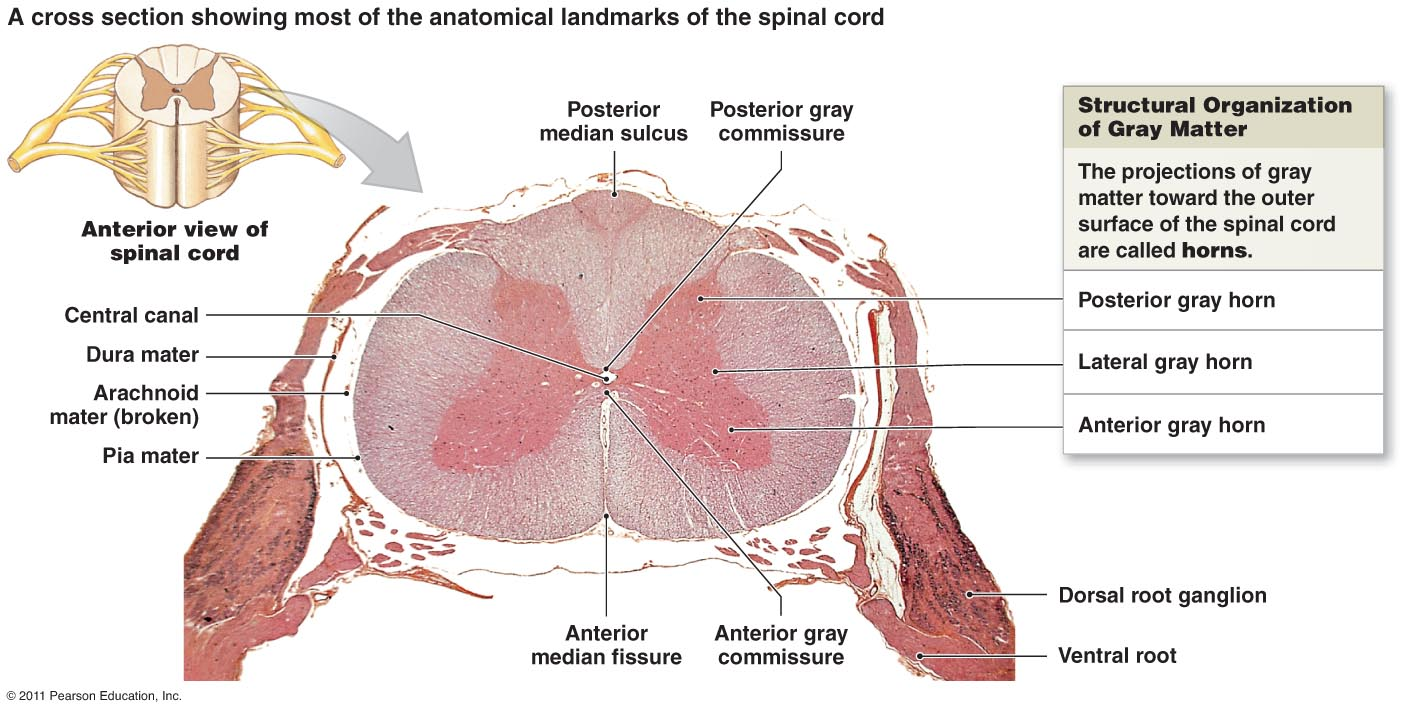 A cross section showing most of the anatomical landmarks of the spinal cord
Posterior
median sulcus
Posterior gray
commissure
Structural Organization
of Gray Matter
The projections of gray
matter toward the outer
surface of the spinal cord
are called horns.
Anterior view of
spinal cord
Central canal
Dura mater
Arachnoid
mater (broken)
Pia mater
Posterior gray horn
Lateral gray horn
Anterior gray horn
Dorsal root ganglion
Ventral root
Anterior
median fissure
Anterior gray
commissure
© 2011 Pearson Education, Inc.